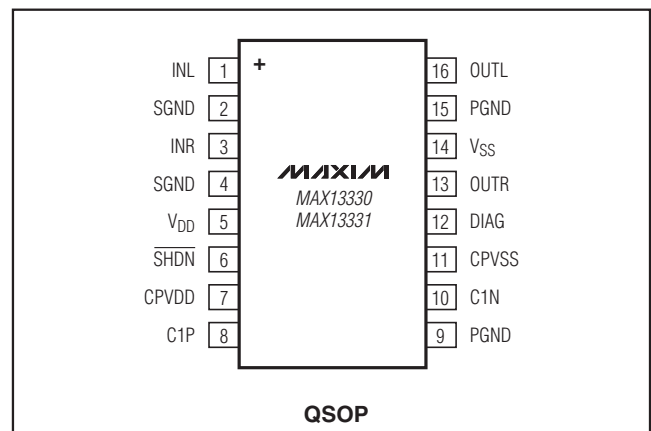 INL 1 + 16 OUTL
SGND 2 15 PGND
INR 3 14 VSS
SGND 4 MAXIM 13 OUTR
MAX13330
VDD 5 MAX13331 12 DIAG
SHDN 6 11 CPVSS
CPVDD 7 10 C1N
C1P 8 9 PGND
QSOP